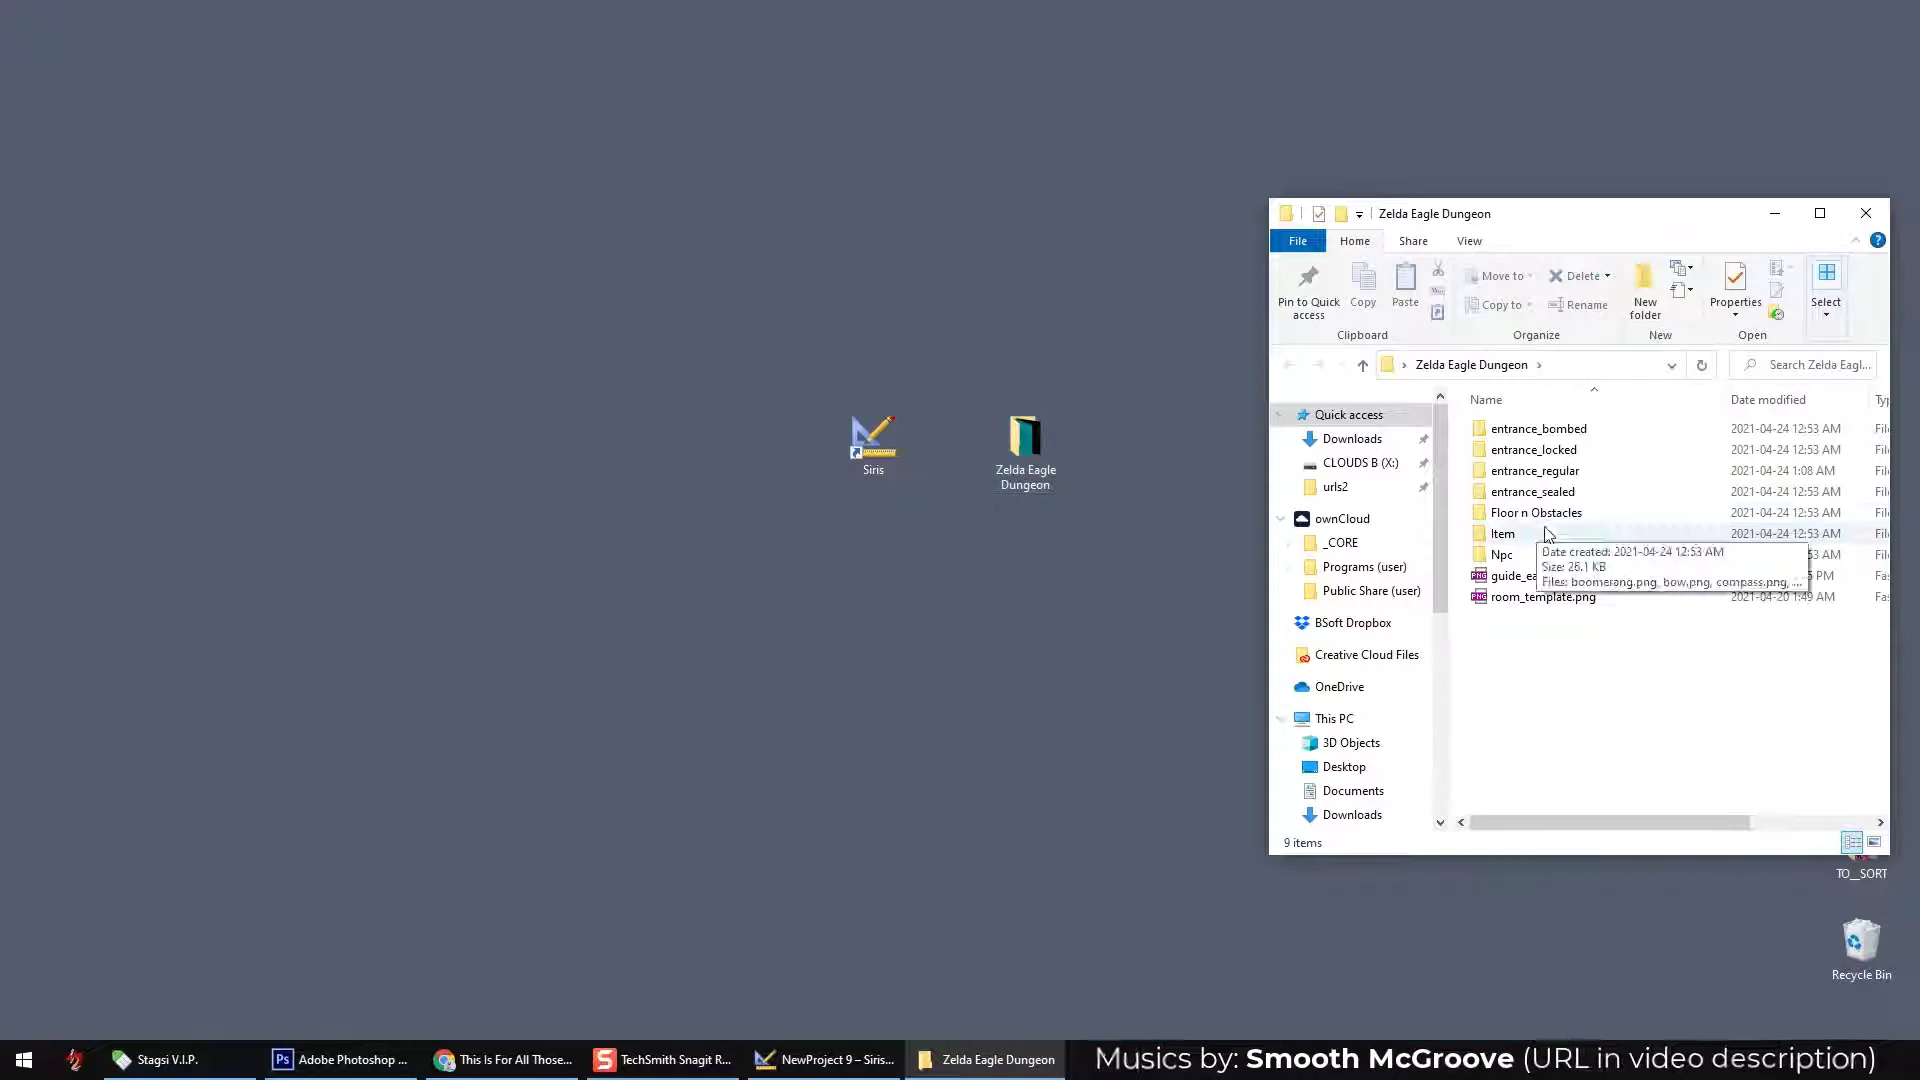 Zelda Eagle Dungeon
File
Home
Share
View
Pin to Quick
access
Copy
Paste
Move to
Copy to
Delete
Rename
New
folder
Properties
Select
Clipboard
Organize
New
Open
Zelda Eagle Dungeon
Search Zelda Eagl...
Quick access
Downloads
CLOUDS B (X:)
urls2
ownCloud
_CORE
Programs (user)
Public Share (user)
BSoft Dropbox
Creative Cloud Files
OneDrive
This PC
3D Objects
Desktop
Documents
Downloads
Name
Date modified
entrance_bombed
2021-04-24 12:53 AM
entrance_locked
2021-04-24 12:53 AM
entrance_regular
2021-04-24 1:08 AM
entrance_sealed
2021-04-24 12:53 AM
Floor n Obstacles
2021-04-24 12:53 AM
Item
2021-04-24 12:53 AM
Npc
Date created: 2021-04-24 12:53 AM
Size: 26.1 KB
Files: boomerang.png, bow.png, compass.png, ...
room_template.png
2021-04-20 1:49 AM
9 items
Siris
Zelda Eagle
Dungeon
TO__SORT
Recycle Bin
Stagsi V.I.P.
Ps
Adobe Photoshop ...
This Is For All Those...
TechSmith Snagit R...
NewProject 9 – Siris...
Zelda Eagle Dungeon
Musics by: Smooth McGroove (URL in video description)